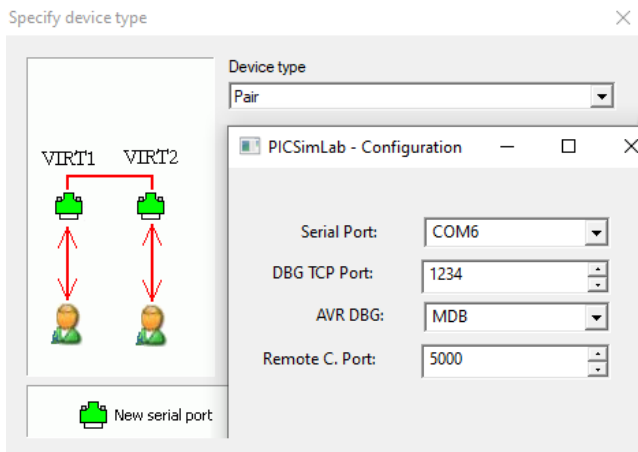 Specify device type
Device type
Pair
VIRT1 VIRT2
New serial port
PICSimLab - Configuration
Serial Port: COM6
DBG TCP Port: 1234
AVR DBG: MDB
Remote C. Port: 5000